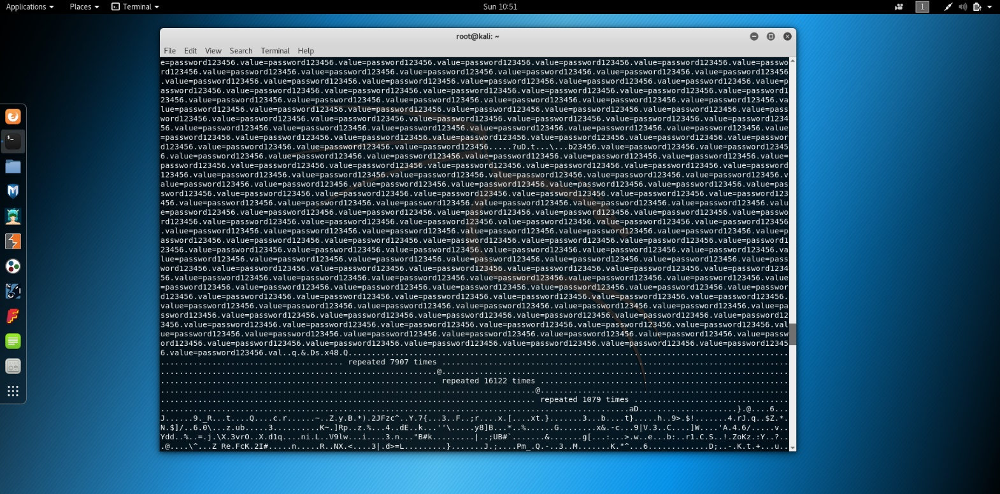 e=password123456.value=password123456.value=password123456.value=password123456.value=password123456.value=password123456.value=passwo
rd123456.value=password123456.value=password123456.value=password123456.value=password123456.value=password123456.value=password123456
.value=password123456.value=password123456.value=password123456.value=password123456.value=password123456.value=password123456.value=p
assword123456.value=password123456.value=password123456.value=password123456.value=password123456.value=password123456.value=password1
23456.value=password123456.value=password123456.value=password123456.value=password123456.value=password123456.value=password123456.va
lue=password123456.value=password123456.value=password123456.value=password123456.value=password123456.value=password123456.value=pass
word123456.value=password123456.value=password123456.value=password123456.value=password123456.value=password123456.value=password1234
56.value=password123456.value=password123456.value=password123456.value=password123456.value=password123456.value=password123456.value
=password123456.value=password123456.value=password123456.value=password123456.value=password123456.value=password123456.value=passwor
d123456.value=password123456.value=password123456.value=password123456.....?uD.t...\...b23456.value=password123456.value=password12345
6.value=password123456.value=password123456.value=password123456.value=password123456.value=password123456.value=password123456.value=
password123456.value=password123456.value=password123456.value=password123456.value=password123456.value=password123456.value=password
123456.value=password123456.value=password123456.value=password123456.value=password123456.value=password123456.value=password123456.v
alue=password123456.value=password123456.value=password123456.value=password123456.value=password123456.value=password123456.value=pas
sword123456.value=password123456.value=password123456.value=password123456.value=password123456.value=password123456.value=password123
456.value=password123456.value=password123456.value=password123456.value=password123456.value=password123456.value=password123456.valu
e=password123456.value=password123456.value=password123456.value=password123456.value=password123456.value=password123456.value=passwo
rd123456.value=password123456.value=password123456.value=password123456.value=password123456.value=password123456.value=password123456
.value=password123456.value=password123456.value=password123456.value=password123456.value=password123456.value=password123456.value=p
assword123456.value=password123456.value=password123456.value=password123456.value=password123456.value=password123456.value=password1
23456.value=password123456.value=password123456.value=password123456.value=password123456.value=password123456.value=password123456.va
lue=password123456.value=password123456.value=password123456.value=password123456.value=password123456.value=password123456.value=pass
word123456.value=password123456.value=password123456.value=password123456.value=password123456.value=password123456.value=password1234
56.value=password123456.value=password123456.value=password123456.value=password123456.value=password123456.value=password123456.value
=password123456.value=password123456.value=password123456.value=password123456.value=password123456.value=password123456.value=passwor
d123456.value=password123456.value=password123456.value=password123456.value=password123456.value=password123456.value=password123456.
value=password123456.value=password123456.value=password123456.value=password123456.value=password123456.value=password123456.value=pa
ssword123456.value=password123456.value=password123456.value=password123456.value=password123456.value=password123456.value=password12
3456.value=password123456.value=password123456.value=password123456.value=password123456.value=password123456.value=password123456.val
ue=password123456.value=password123456.value=password123456.value=password123456.value=password123456.value=password123456.value=passw
ord123456.value=password123456.value=password123456.value=password123456.value=password123456.value=password123456.value=password12345
6.value=password123456.val..q.&.Ds.x48.Q..............................................................................................
....................................... repeated 7907 times ..........................................................................
...........................................................@..........................................................................
........................................................... repeated 16122 times .....................................................
................................................................................@.....................................................
................................................................................ repeated 1079 times ..................................
....................................................................................................aD.....................}.@....6...
J......9._R...t....Q....c.r......~. Z.y.B.*).2JFzc^..Y.7{...3..F..;r....x.[....xt.}.......3...b....t}.....h..9>.$!.......4.rJ.q..$Z.*.
N.$]/..6.0\...z.ub.....3..........K~.]Rp..z.%...4..dE..k...''\.....y8]B...*..%......G........x&.-c...9|V.3..C....]W....'A.4.6/.....v..
Ydd..%..=.j.\X.3vrO..X.d1q....ni.L..V9lw....i....3.n..."B#k.........|..;UB#`.......&.......g[...:...>.w..e...b:..r1.C.S..!.ZoKz.:Y..?..
.@....\^...Z Re.FcK.2I#.....n.....R..NX.<....3|.d>=L.........}.......J.;....Pm_.Q.-..3..M.......K."^...6.............D;..-.K.t.+...u..
Applications Places Terminal Sun 10:51 1
root@kali: ~
File Edit View Search Terminal Help